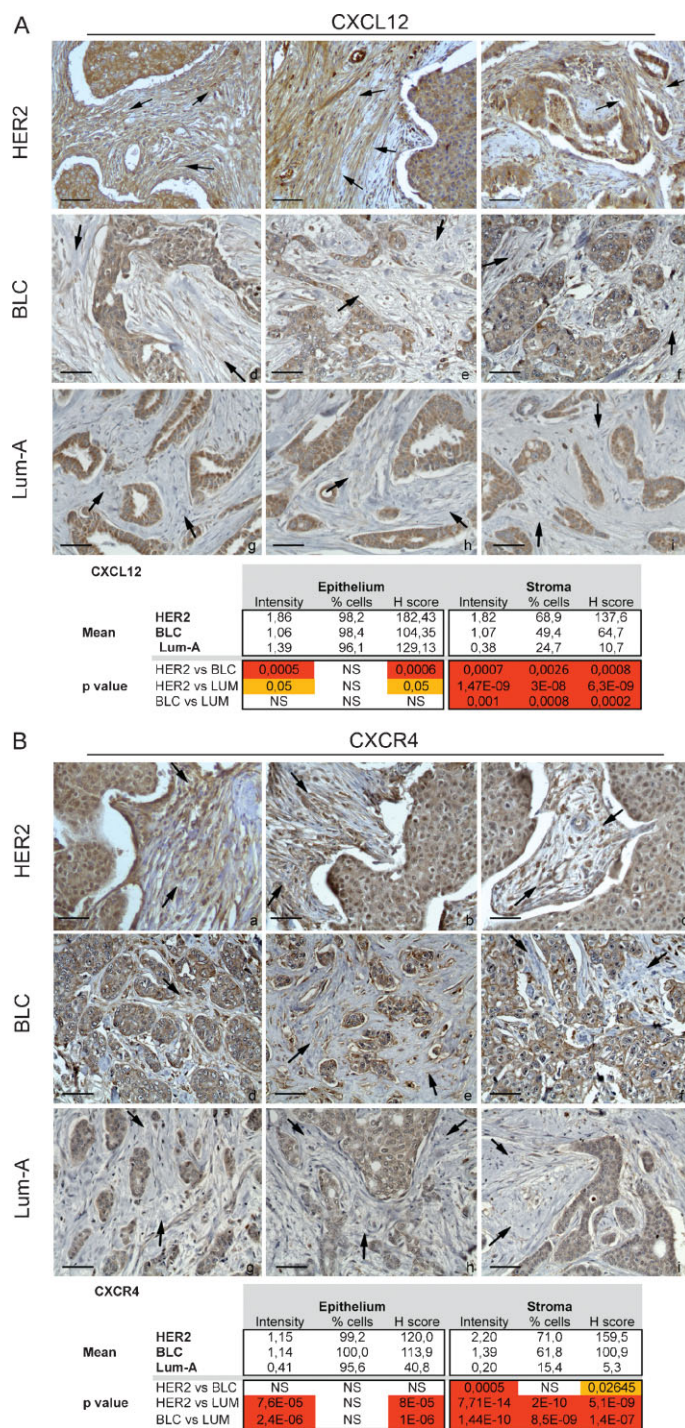 A
CXCL12
HER2
BLC
d
e
f
Lum-A
g
h
i
CXCL12
Epithelium Stroma
Intensity % cells H score Intensity % cells H score
Mean
HER2 1,86 98,2 182,43 1,82 68,9 137,6
BLC 1,06 98,4 104,35 1,07 49,4 64,7
Lum-A 1,39 96,1 129,13 0,38 24,7 10,7
p value
HER2 vs BLC 0,0005 NS 0,0006 0,0007 0,0026 0,0008
HER2 vs LUM 0,05 NS 0,05 1,47E-09 3E-08 6,3E-09
BLC vs LUM NS NS NS 0,001 0,0008 0,0002
B
CXCR4
HER2
a
b
c
BLC
d
e
f
Lum-A
g
h
i
CXCR4
Epithelium Stroma
Intensity % cells H score Intensity % cells H score
Mean
HER2 1,15 99,2 120,0 2,20 71,0 159,5
BLC 1,14 100,0 113,9 1,39 61,8 100,9
Lum-A 0,41 95,6 40,8 0,20 15,4 5,3
p value
HER2 vs BLC NS NS NS 0,0005 NS 0,02645
HER2 vs LUM 7,6E-05 NS 8E-05 7,71E-14 2E-10 5,1E-09
BLC vs LUM 2,4E-06 NS 1E-06 1,44E-10 8,5E-09 1,4E-07